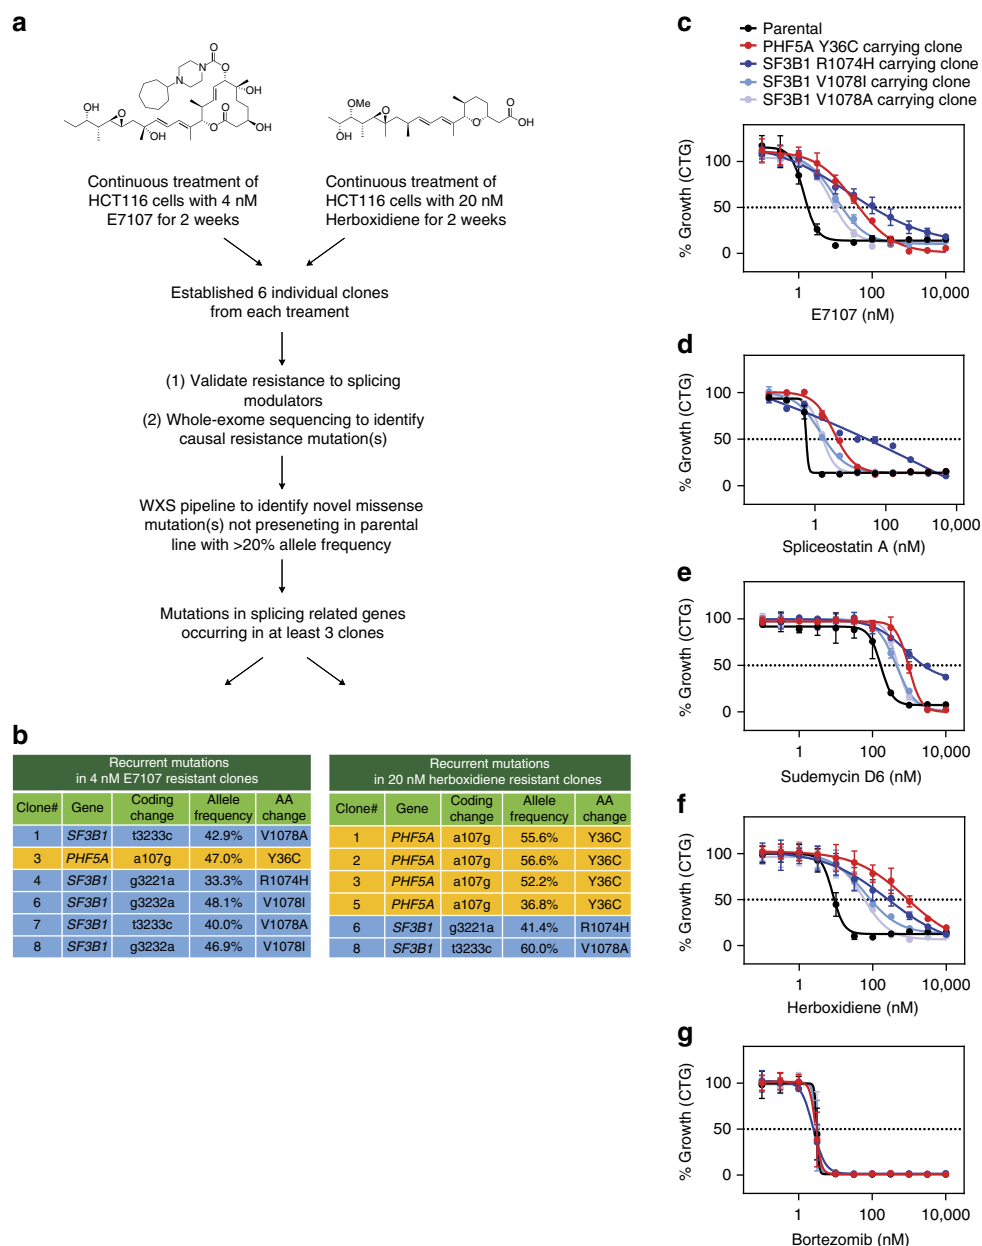 a
OH
O
OH
O
N
N
O
O
OH
O
O
OH
OMe
OH
O
O
O
OH
Continuous treatment of
HCT116 cells with 4 nM
E7107 for 2 weeks
Continuous treatment of
HCT116 cells with 20 nM
Herboxidiene for 2 weeks
Established 6 individual clones
from each treament
(1) Validate resistance to splicing
modulators
(2) Whole-exome sequencing to identify
causal resistance mutation(s)
WXS pipeline to identify novel missense
mutation(s) not preseneting in parental
line with >20% allele frequency
Mutations in splicing related genes
occurring in at least 3 clones
b
Recurrent mutations
in 4 nM E7107 resistant clones
Clone# Gene Coding change Allele frequency AA change
1 SF3B1 t3233c 42.9% V1078A
3 PHF5A a107g 47.0% Y36C
4 SF3B1 g3221a 33.3% R1074H
6 SF3B1 g3232a 48.1% V1078I
7 SF3B1 t3233c 40.0% V1078A
8 SF3B1 g3232a 46.9% V1078I
Recurrent mutations
in 20 nM herboxidiene resistant clones
Clone# Gene Coding change Allele frequency AA change
1 PHF5A a107g 55.6% Y36C
2 PHF5A a107g 56.6% Y36C
3 PHF5A a107g 52.2% Y36C
5 PHF5A a107g 36.8% Y36C
6 SF3B1 g3221a 41.4% R1074H
8 SF3B1 t3233c 60.0% V1078A
c
Parental
PHF5A Y36C carrying clone
SF3B1 R1074H carrying clone
SF3B1 V1078I carrying clone
SF3B1 V1078A carrying clone
% Growth (CTG)
100
50
0
1 100 10,000
E7107 (nM)
d
% Growth (CTG)
100
50
0
1 100 10,000
Spliceostatin A (nM)
e
% Growth (CTG)
100
50
0
1 100 10,000
Sudemycin D6 (nM)
f
% Growth (CTG)
100
50
0
1 100 10,000
Herboxidiene (nM)
g
% Growth (CTG)
100
50
0
1 100 10,000
Bortezomib (nM)